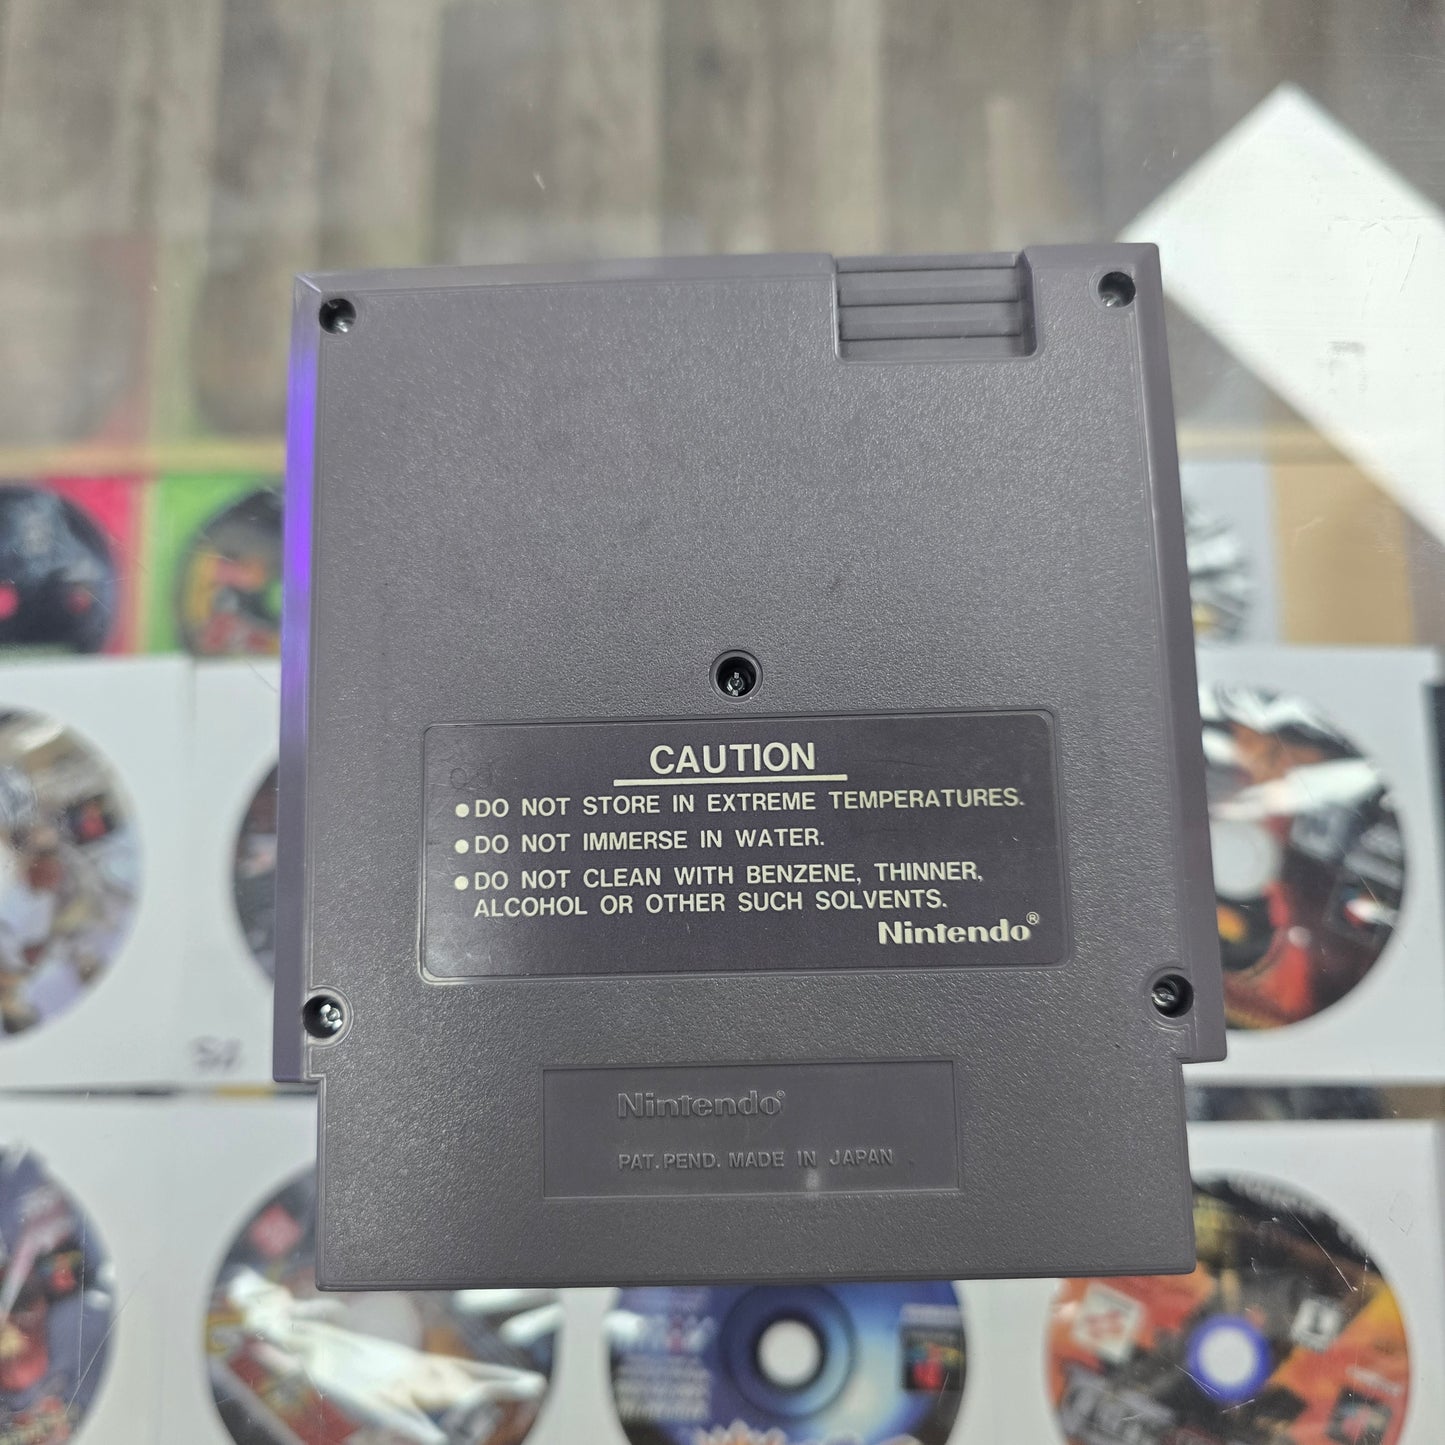 CAUTION
● DO NOT STORE IN EXTREME TEMPERATURES.
● DO NOT IMMERSE IN WATER.
● DO NOT CLEAN WITH BENZENE, THINNER,
ALCOHOL OR OTHER SUCH SOLVENTS.
Nintendo®
Nintendo®
PAT. PEND. MADE IN JAPAN